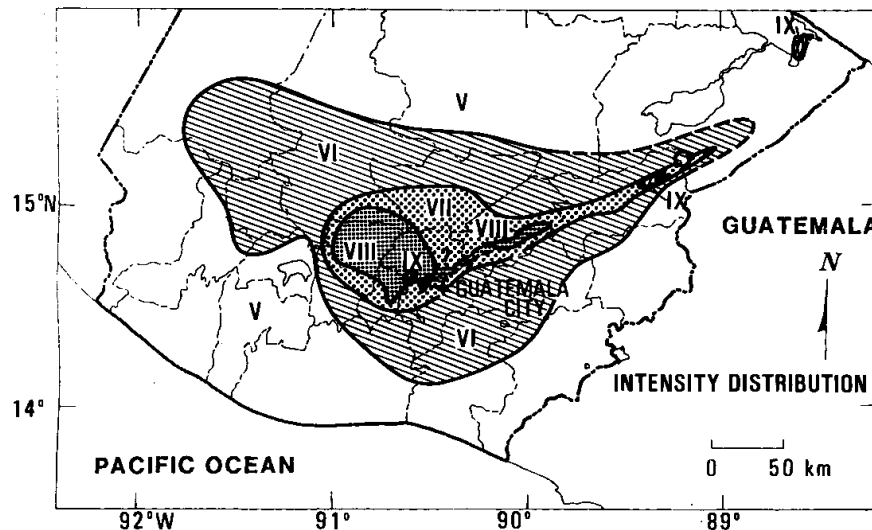 IX
V
VI
15°N
VII
VIII
IX
GUATEMALA
VIII
IX
N
GUATEMALA
CITY
V
VI
INTENSITY DISTRIBUTION
14°
PACIFIC OCEAN
0 50 km
92°W 91° 90° 89°